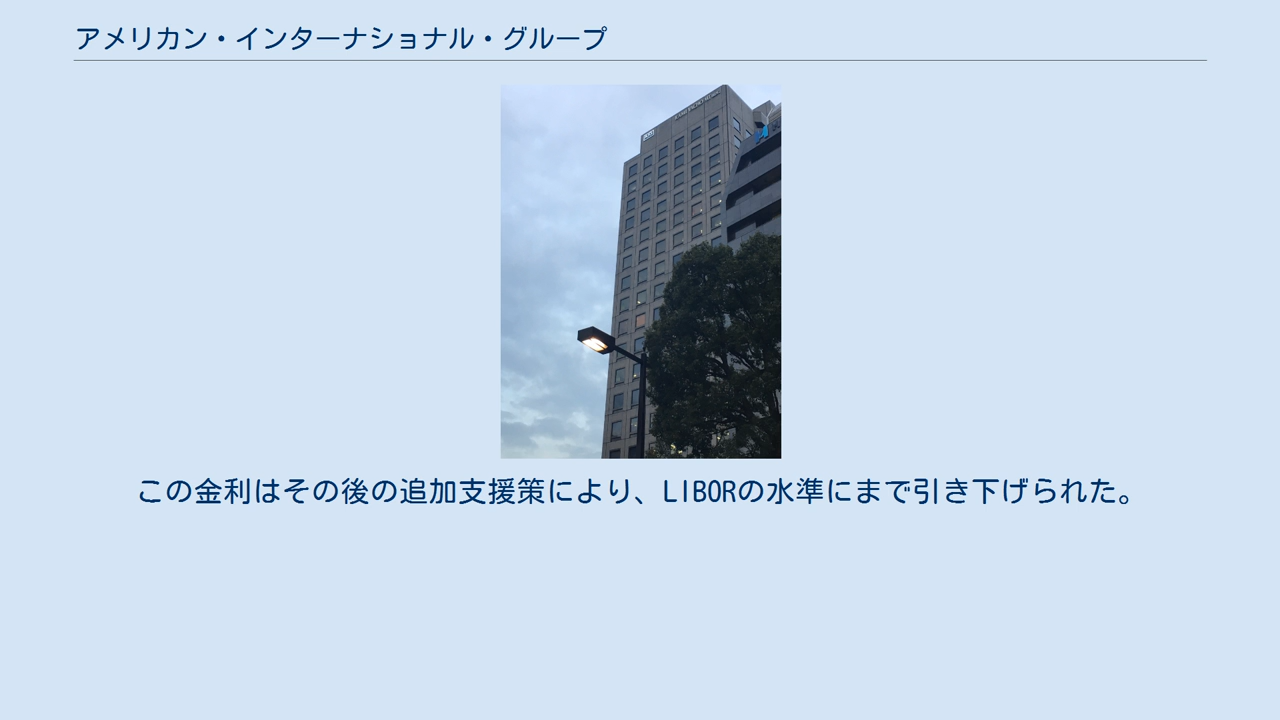 アメリカン・インターナショナル・グループ
この金利はその後の追加支援策により、LIBORの水準にまで引き下げられた。